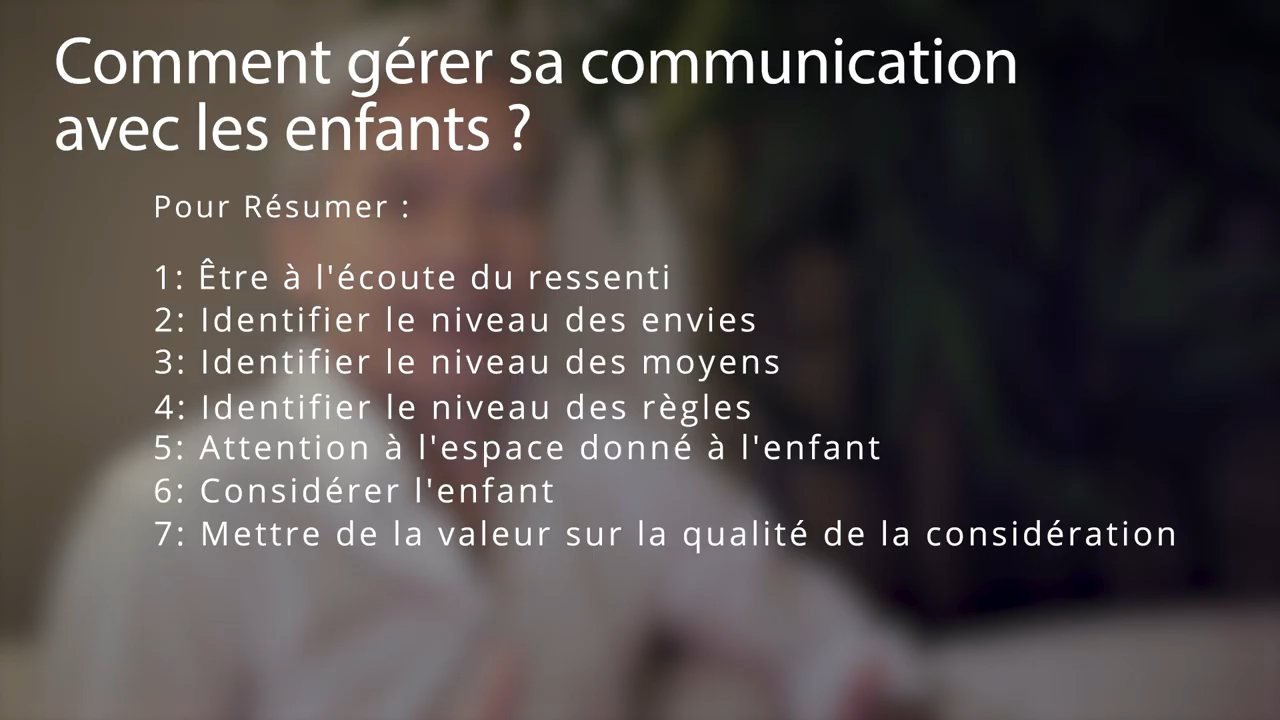 Comment gérer sa communication
avec les enfants ?
Pour Résumer :
1: Être à l'écoute du ressenti
2: Identifier le niveau des envies
3: Identifier le niveau des moyens
4: Identifier le niveau des règles
5: Attention à l'espace donné à l'enfant
6: Considérer l'enfant
7: Mettre de la valeur sur la qualité de la considération